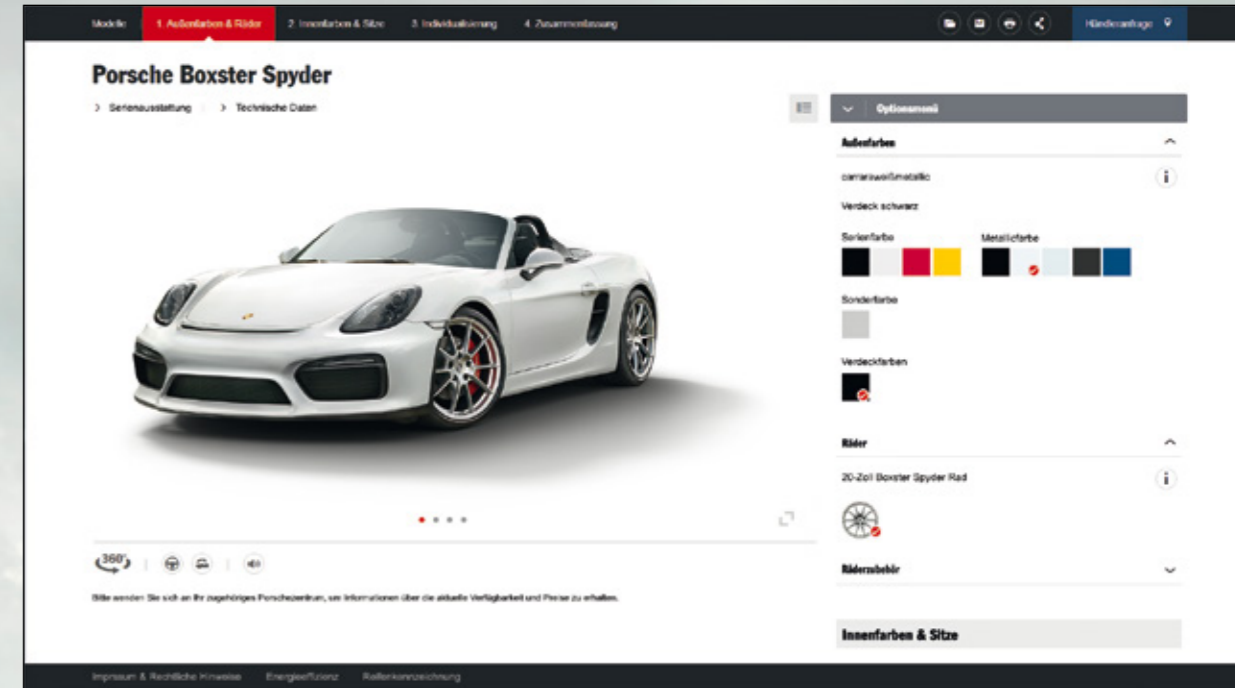 Modelle
1. Außenfarben & Räder
2. Innenfarben & Sitze
3. Individualisierung
4. Zusammenfassung
Händleranfrage
Porsche Boxster Spyder
> Serienausstattung
> Technische Daten
Optionsmenü
Außenfarben
carraraweißmetallic
i
Verdeck schwarz
Serienfarbe
Metallicfarbe
Sonderfarbe
Verdeckfarben
Räder
20-Zoll Boxster Spyder Rad
i
360°
Räderzubehör
Bitte wenden Sie sich an Ihr zugehöriges Porschezentrum, um Informationen über die aktuelle Verfügbarkeit und Preise zu erhalten.
Innenfarben & Sitze
Impressum & Rechtliche Hinweise
Energieeffizienz
Reifenkennzeichnung